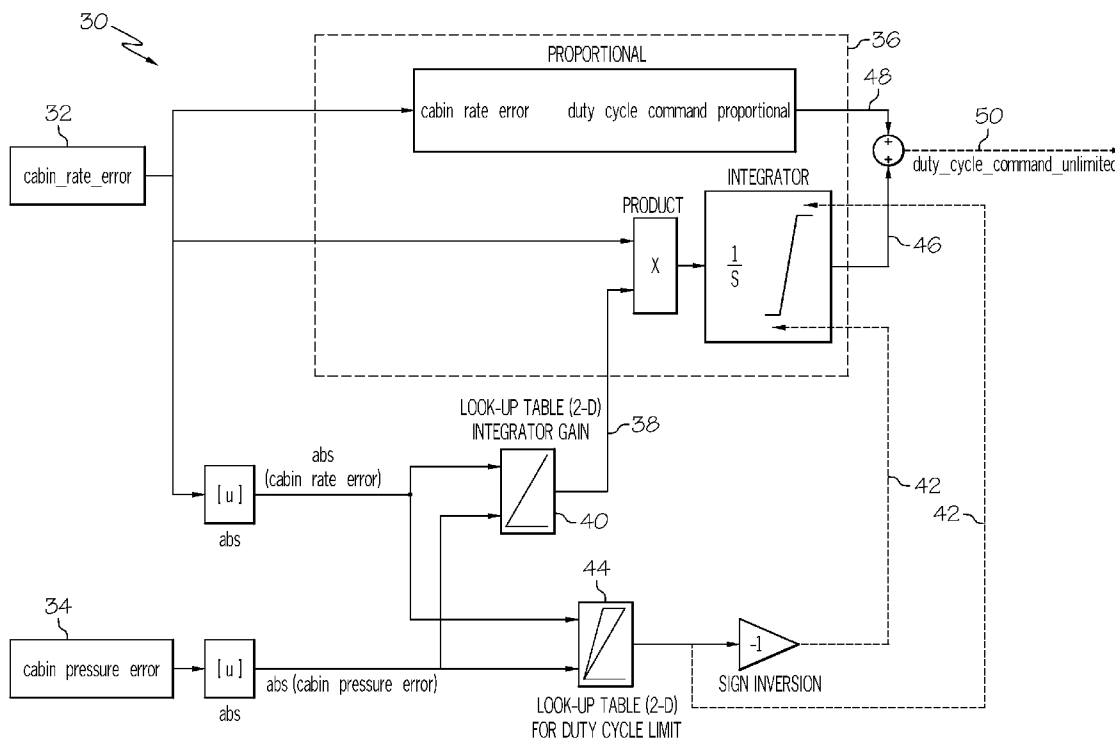 30
36
PROPORTIONAL
cabin rate error duty cycle command proportional
48
32
cabin_rate_error
+
+
50
duty_cycle_command_unlimited
INTEGRATOR
PRODUCT
X
1
S
46
LOOK-UP TABLE (2-D)
INTEGRATOR GAIN
38
abs
(cabin rate error)
[u]
abs
40
42
42
44
34
cabin pressure error
[u]
abs
abs (cabin pressure error)
-1
SIGN INVERSION
LOOK-UP TABLE (2-D)
FOR DUTY CYCLE LIMIT